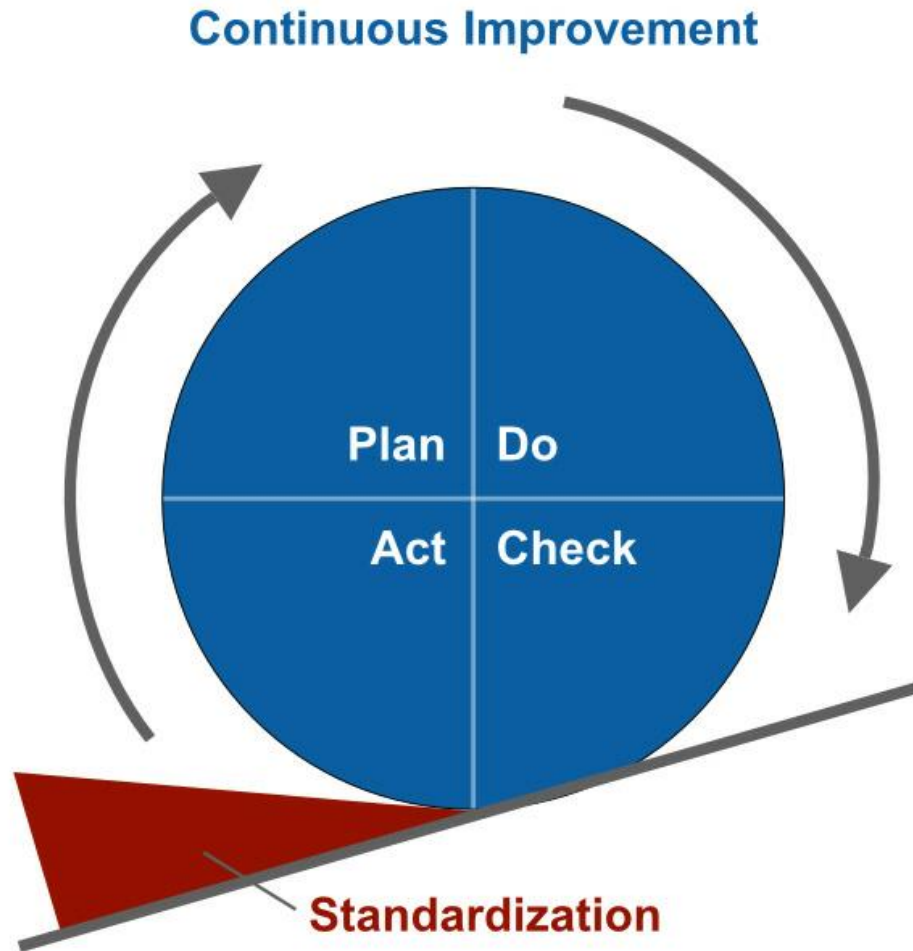 Continuous Improvement
Plan Do
Act Check
Standardization